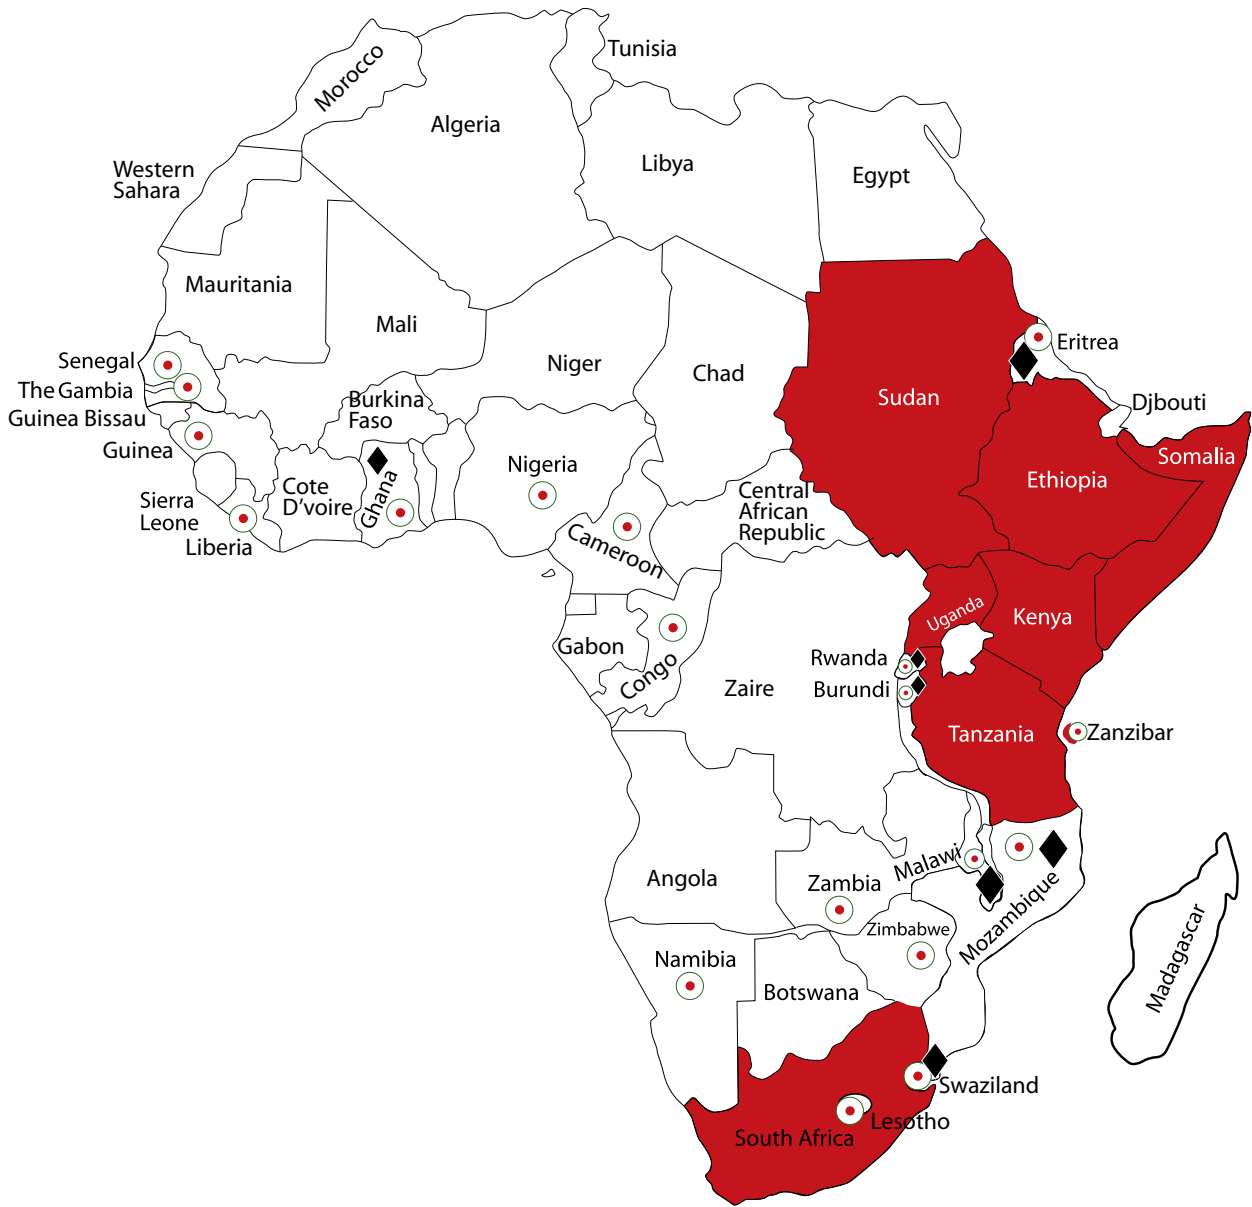 Tunisia
Morocco
Algeria
Libya
Egypt
Western
Sahara
Mauritania
Mali
Niger
Chad
Sudan
Eritrea
Senegal
The Gambia
Guinea Bissau
Guinea
Burkina
Faso
Djbouti
Somalia
Ethiopia
Nigeria
Ghana
Cote
D'voire
Sierra
Leone
Liberia
Central
African
Republic
Cameroon
Uganda
Kenya
Gabon
Congo
Zaire
Rwanda
Burundi
Tanzania
Zanzibar
Angola
Zambia
Malawi
Mozambique
Zimbabwe
Namibia
Botswana
Madagascar
Swaziland
Lesotho
South Africa